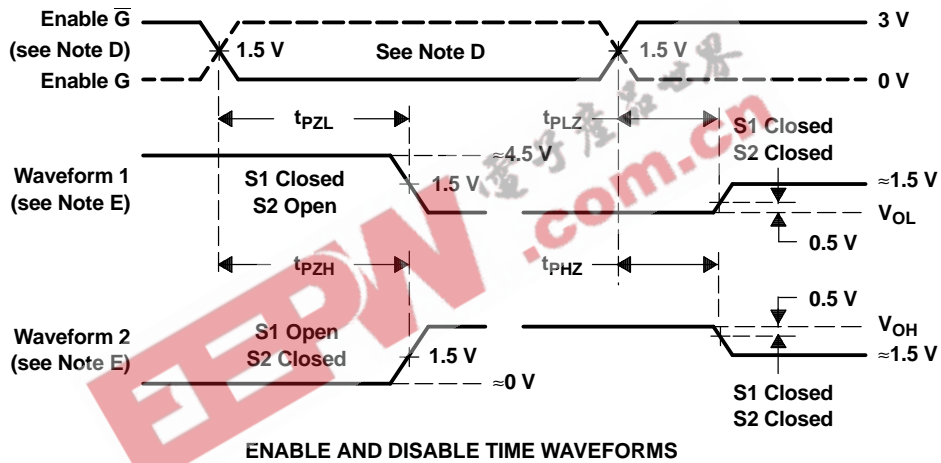 Enable G̅
(see Note D)
Enable G
1.5 V
See Note D
1.5 V
3 V
0 V
tPZL
tPLZ
S1 Closed
S2 Closed
Waveform 1
(see Note E)
S1 Closed
S2 Open
≈4.5 V
1.5 V
≈1.5 V
VOL
0.5 V
tPZH
tPHZ
Waveform 2
(see Note E)
S1 Open
S2 Closed
1.5 V
≈0 V
0.5 V
VOH
≈1.5 V
S1 Closed
S2 Closed
ENABLE AND DISABLE TIME WAVEFORMS
EEPW
.com.cn